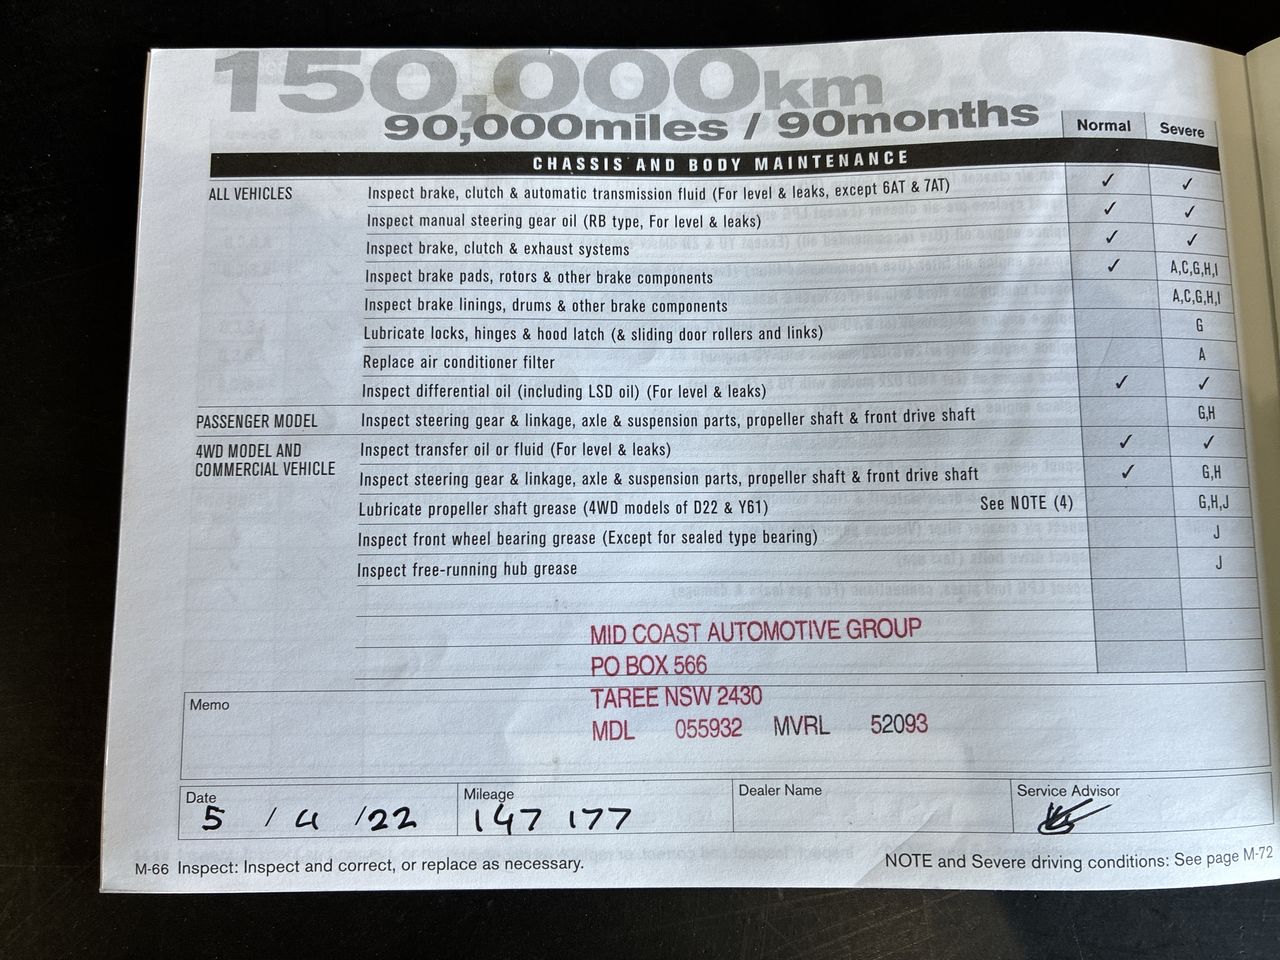 150,000km
90,000miles / 90months
Normal Severe
CHASSIS AND BODY MAINTENANCE
ALL VEHICLES Inspect brake, clutch & automatic transmission fluid (For level & leaks, except 6AT & 7AT) ✓ ✓
Inspect manual steering gear oil (RB type, For level & leaks) ✓ ✓
Inspect brake, clutch & exhaust systems ✓ ✓
Inspect brake pads, rotors & other brake components ✓ A,C,G,H,I
Inspect brake linings, drums & other brake components A,C,G,H,I
Lubricate locks, hinges & hood latch (& sliding door rollers and links) G
Replace air conditioner filter A
Inspect differential oil (including LSD oil) (For level & leaks) ✓ ✓
PASSENGER MODEL Inspect steering gear & linkage, axle & suspension parts, propeller shaft & front drive shaft G,H
4WD MODEL AND Inspect transfer oil or fluid (For level & leaks) ✓ ✓
COMMERCIAL VEHICLE Inspect steering gear & linkage, axle & suspension parts, propeller shaft & front drive shaft ✓ G,H
Lubricate propeller shaft grease (4WD models of D22 & Y61) See NOTE (4) G,H,J
Inspect front wheel bearing grease (Except for sealed type bearing) J
Inspect free-running hub grease J
MID COAST AUTOMOTIVE GROUP
PO BOX 566
TAREE NSW 2430
MDL 055932 MVRL 52093
Memo
Date Mileage Dealer Name Service Advisor
5 / 4 /22 147 177
M-66 Inspect: Inspect and correct, or replace as necessary. NOTE and Severe driving conditions: See page M-72